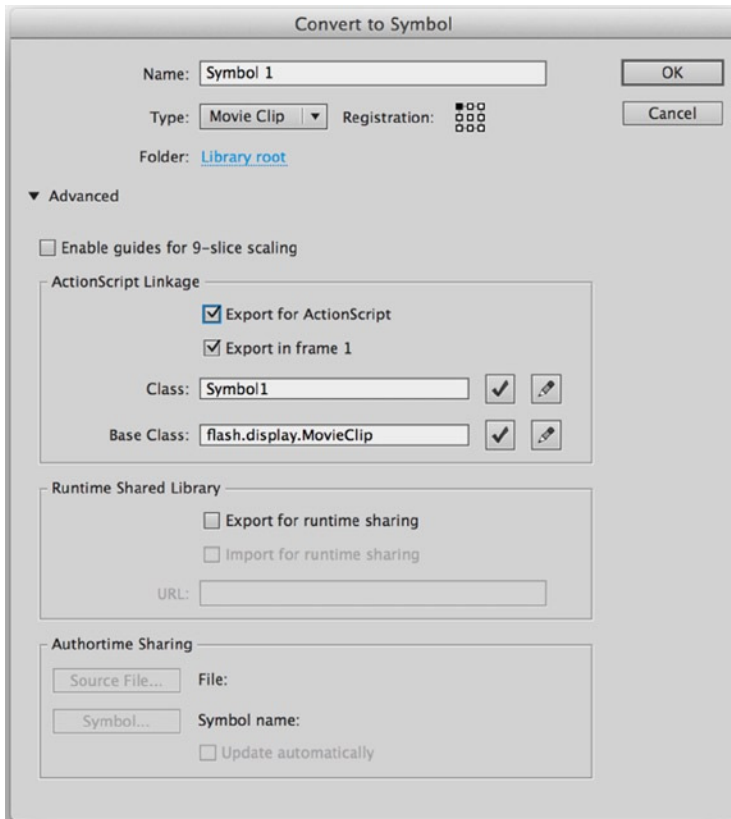 Convert to Symbol
Name: Symbol 1
OK
Type: Movie Clip Registration:
Cancel
Folder: Library root
Advanced
Enable guides for 9-slice scaling
ActionScript Linkage
Export for ActionScript
Export in frame 1
Class: Symbol1
Base Class: flash.display.MovieClip
Runtime Shared Library
Export for runtime sharing
Import for runtime sharing
URL:
Authortime Sharing
Source File... File:
Symbol... Symbol name:
Update automatically